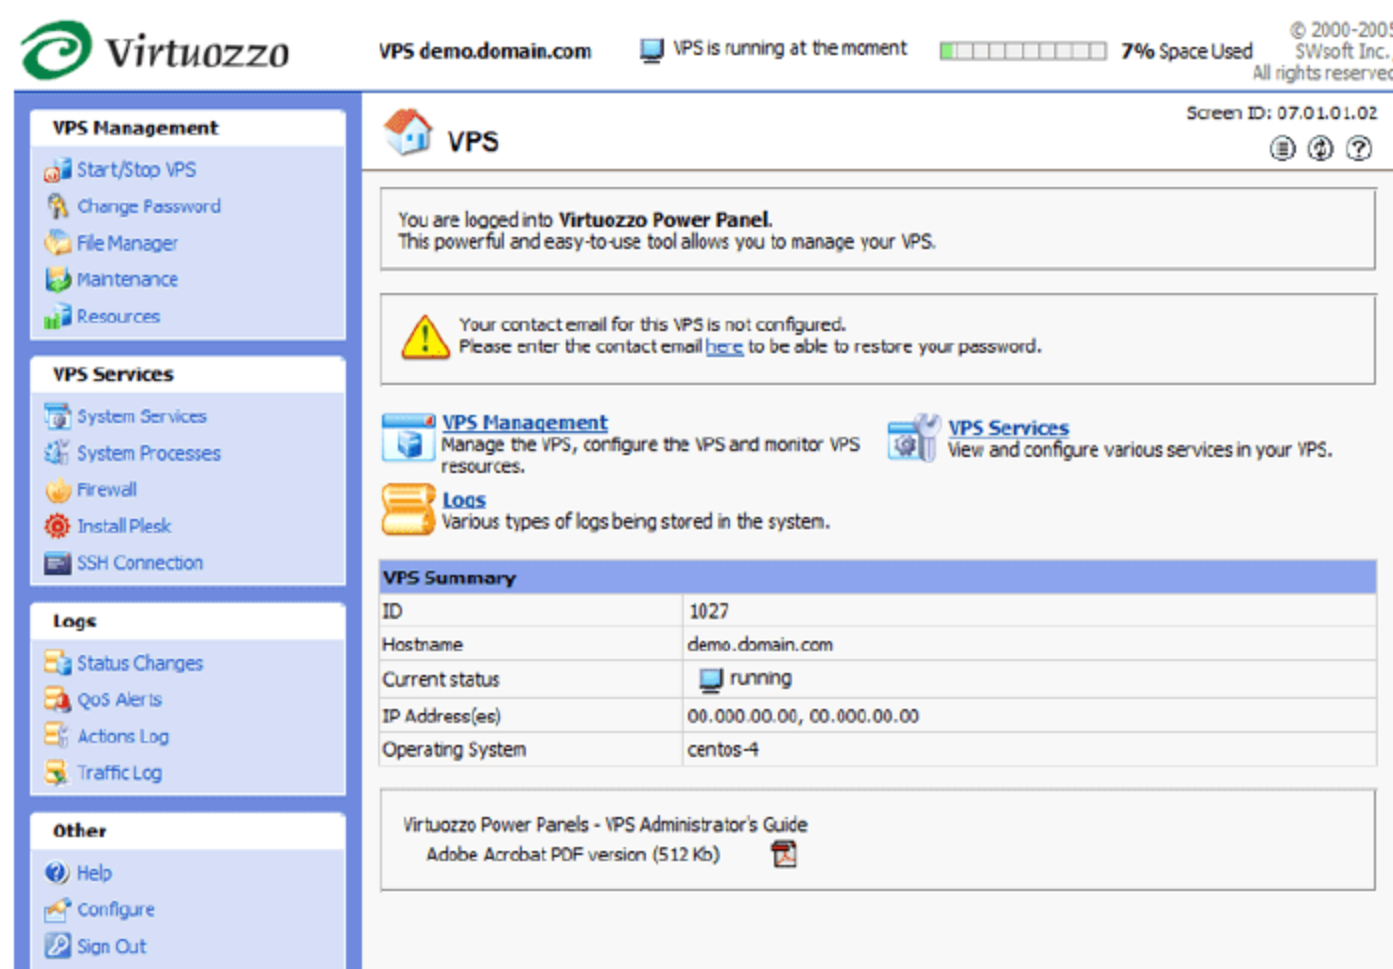 Virtuozzo
VPS demo.domain.com
VPS is running at the moment
7% Space Used
© 2000-2005
SWsoft Inc.
All rights reserved
VPS Management
Start/Stop VPS
Change Password
File Manager
Maintenance
Resources
VPS Services
System Services
System Processes
Firewall
Install Plesk
SSH Connection
Logs
Status Changes
QoS Alerts
Actions Log
Traffic Log
Other
Help
Configure
Sign Out
VPS
Screen ID: 07.01.01.02
You are logged into Virtuozzo Power Panel.
This powerful and easy-to-use tool allows you to manage your VPS.
Your contact email for this VPS is not configured.
Please enter the contact email here to be able to restore your password.
VPS Management
Manage the VPS, configure the VPS and monitor VPS
resources.
VPS Services
View and configure various services in your VPS.
Logs
Various types of logs being stored in the system.
VPS Summary
ID 1027
Hostname demo.domain.com
Current status running
IP Address(es) 00.000.00.00, 00.000.00.00
Operating System centos-4
Virtuozzo Power Panels - VPS Administrator's Guide
Adobe Acrobat PDF version (512 Kb)